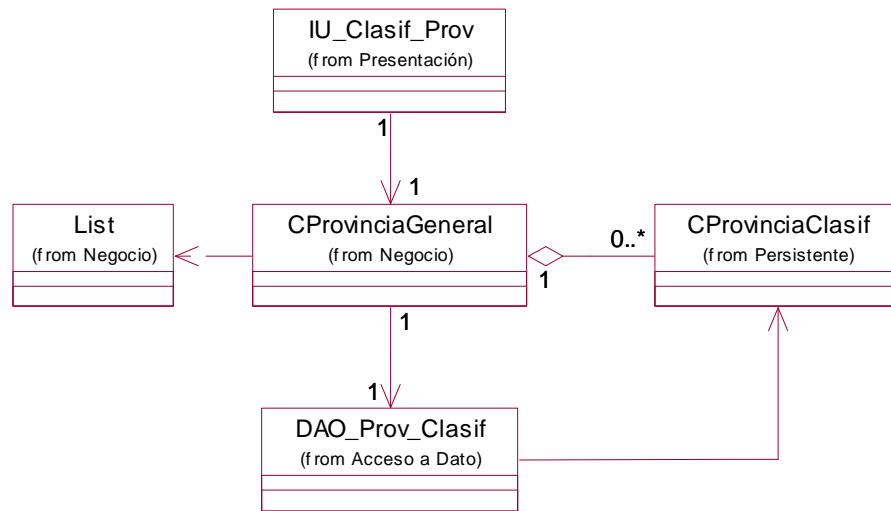 IU_Clasif_Prov
(from Presentación)
1
1
List
(from Negocio)
CProvinciaGeneral
(from Negocio)
0..*
1
CProvinciaClasif
(from Persistente)
1
1
DAO_Prov_Clasif
(from Acceso a Dato)